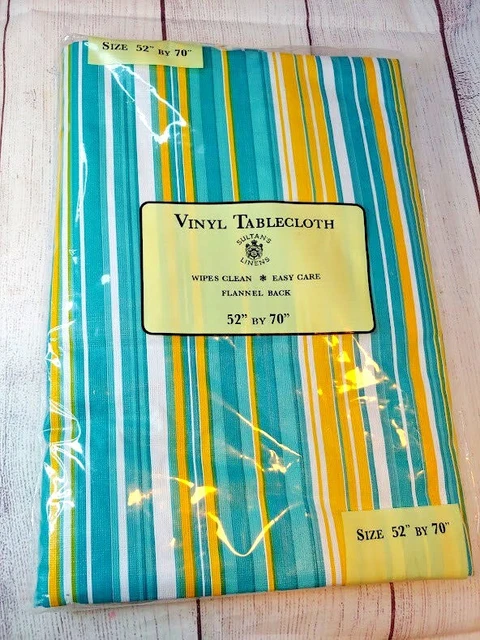 SIZE 52" BY 70"
VINYL TABLECLOTH
SULTAN'S
LINENS
WIPES CLEAN ✻ EASY CARE
FLANNEL BACK
52" BY 70"
SIZE 52" BY 70"